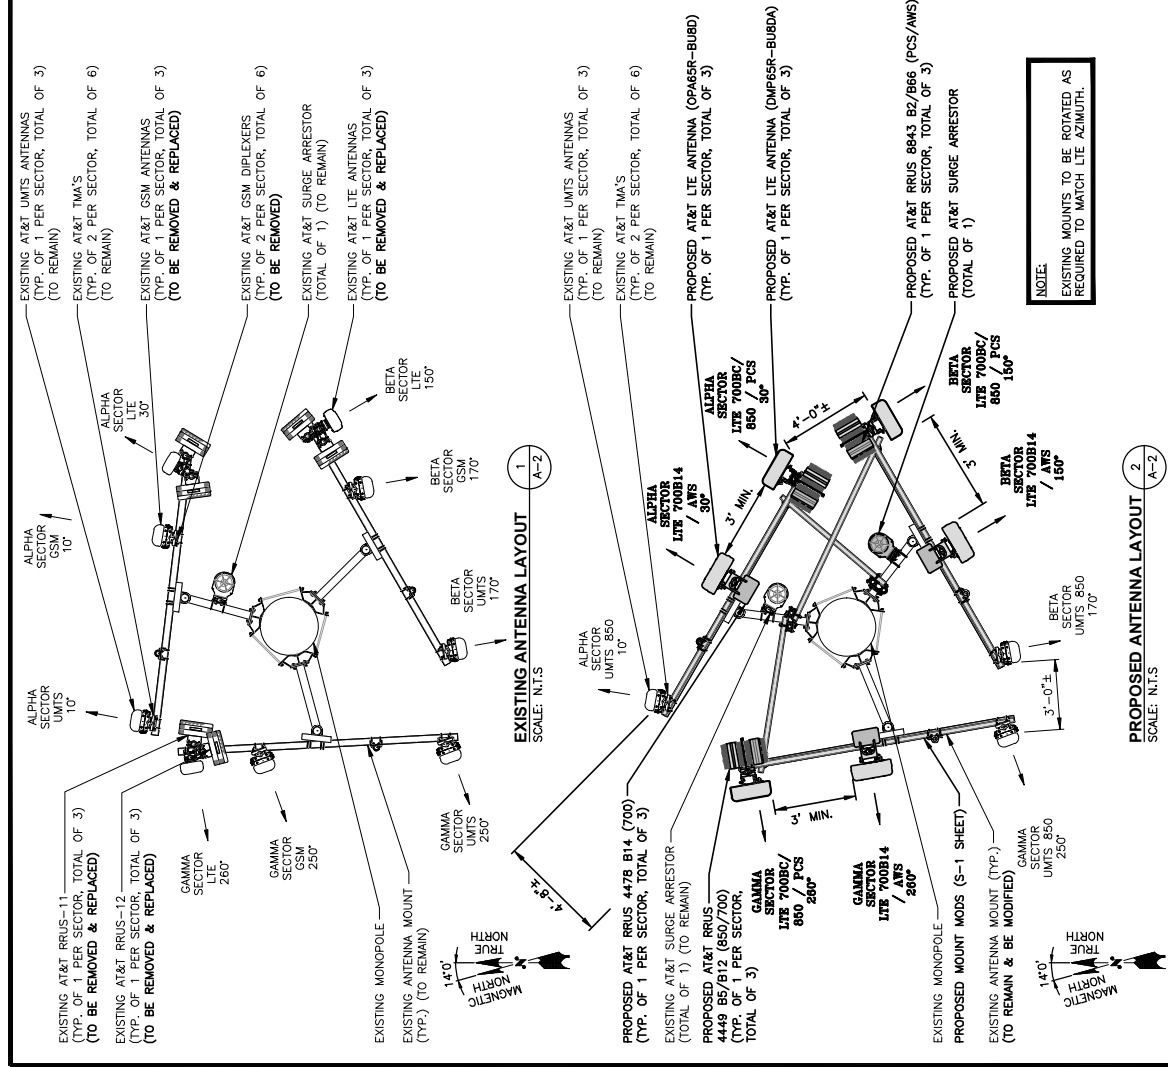 EXISTING AT&T UMTS ANTENNAS
(TYP. OF 1 PER SECTOR, TOTAL OF 3)
(TO REMAIN)
EXISTING AT&T TMA'S
(TYP. OF 2 PER SECTOR, TOTAL OF 6)
(TO REMAIN)
EXISTING AT&T GSM ANTENNAS
(TYP. OF 1 PER SECTOR, TOTAL OF 3)
(TO BE REMOVED & REPLACED)
EXISTING AT&T GSM DIPLEXERS
(TYP. OF 2 PER SECTOR, TOTAL OF 6)
(TO BE REMOVED)
EXISTING AT&T SURGE ARRESTOR
(TOTAL OF 1) (TO REMAIN)
EXISTING AT&T LTE ANTENNAS
(TYP. OF 1 PER SECTOR, TOTAL OF 3)
(TO BE REMOVED & REPLACED)
ALPHA
SECTOR
UMTS
10°
ALPHA
SECTOR
GSM
10°
ALPHA
SECTOR
LTE
30°
BETA
SECTOR
LTE
150°
BETA
SECTOR
GSM
170°
BETA
SECTOR
UMTS
170°
EXISTING AT&T RRUS-11
(TYP. OF 1 PER SECTOR, TOTAL OF 3)
(TO BE REMOVED & REPLACED)
EXISTING AT&T RRUS-12
(TYP. OF 1 PER SECTOR, TOTAL OF 3)
(TO BE REMOVED & REPLACED)
GAMMA
SECTOR
LTE
260°
GAMMA
SECTOR
GSM
250°
GAMMA
SECTOR
UMTS
250°
EXISTING MONOPOLE
EXISTING ANTENNA MOUNT
(TYP.) (TO REMAIN)
14°0'
MAGNETIC
NORTH
TRUE
NORTH
N
EXISTING ANTENNA LAYOUT
SCALE: N.T.S
1
A-2
EXISTING AT&T UMTS ANTENNAS
(TYP. OF 1 PER SECTOR, TOTAL OF 3)
(TO REMAIN)
EXISTING AT&T TMA'S
(TYP. OF 2 PER SECTOR, TOTAL OF 6)
(TO REMAIN)
PROPOSED AT&T LTE ANTENNA (OPA65R-BU8D)
(TYP. OF 1 PER SECTOR, TOTAL OF 3)
PROPOSED AT&T LTE ANTENNA (DMP65R-BU8DA)
(TYP. OF 1 PER SECTOR, TOTAL OF 3)
PROPOSED AT&T RRUS 8843 B2/B66 (PCS/AWS)
(TYP. OF 1 PER SECTOR, TOTAL OF 3)
PROPOSED AT&T SURGE ARRESTOR
(TOTAL OF 1)
ALPHA
SECTOR
UMTS 850
10°
ALPHA
SECTOR
LTE 700B14
/ AWS
30°
ALPHA
SECTOR
LTE 700BC/
850 / PCS
30°
3' MIN.
4'-0"±
BETA
SECTOR
LTE 700BC/
850 / PCS
150°
3' MIN.
BETA
SECTOR
LTE 700B14
/ AWS
150°
BETA
SECTOR
UMTS 850
170°
3'-0"±
4'-8"±
PROPOSED AT&T RRUS 4478 B14 (700)
(TYP. OF 1 PER SECTOR, TOTAL OF 3)
EXISTING AT&T SURGE ARRESTOR
(TOTAL OF 1) (TO REMAIN)
PROPOSED AT&T RRUS
4449 B5/B12 (850/700)
(TYP. OF 1 PER SECTOR,
TOTAL OF 3)
GAMMA
SECTOR
LTE 700BC/
850 / PCS
260°
3' MIN.
GAMMA
SECTOR
LTE 700B14
/ AWS
260°
EXISTING MONOPOLE
PROPOSED MOUNT MODS (S-1 SHEET)
EXISTING ANTENNA MOUNT (TYP.)
(TO REMAIN & BE MODIFIED)
GAMMA
SECTOR
UMTS 850
250°
14°0'
MAGNETIC
NORTH
TRUE
NORTH
N
PROPOSED ANTENNA LAYOUT
SCALE: N.T.S
2
A-2
NOTE:
EXISTING MOUNTS TO BE ROTATED AS
REQUIRED TO MATCH LTE AZIMUTH.